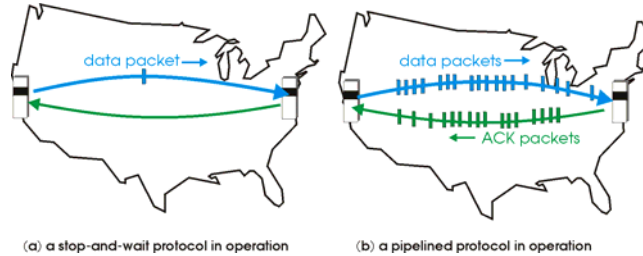 data packet
data packets
ACK packets
(a) a stop-and-wait protocol in operation
(b) a pipelined protocol in operation